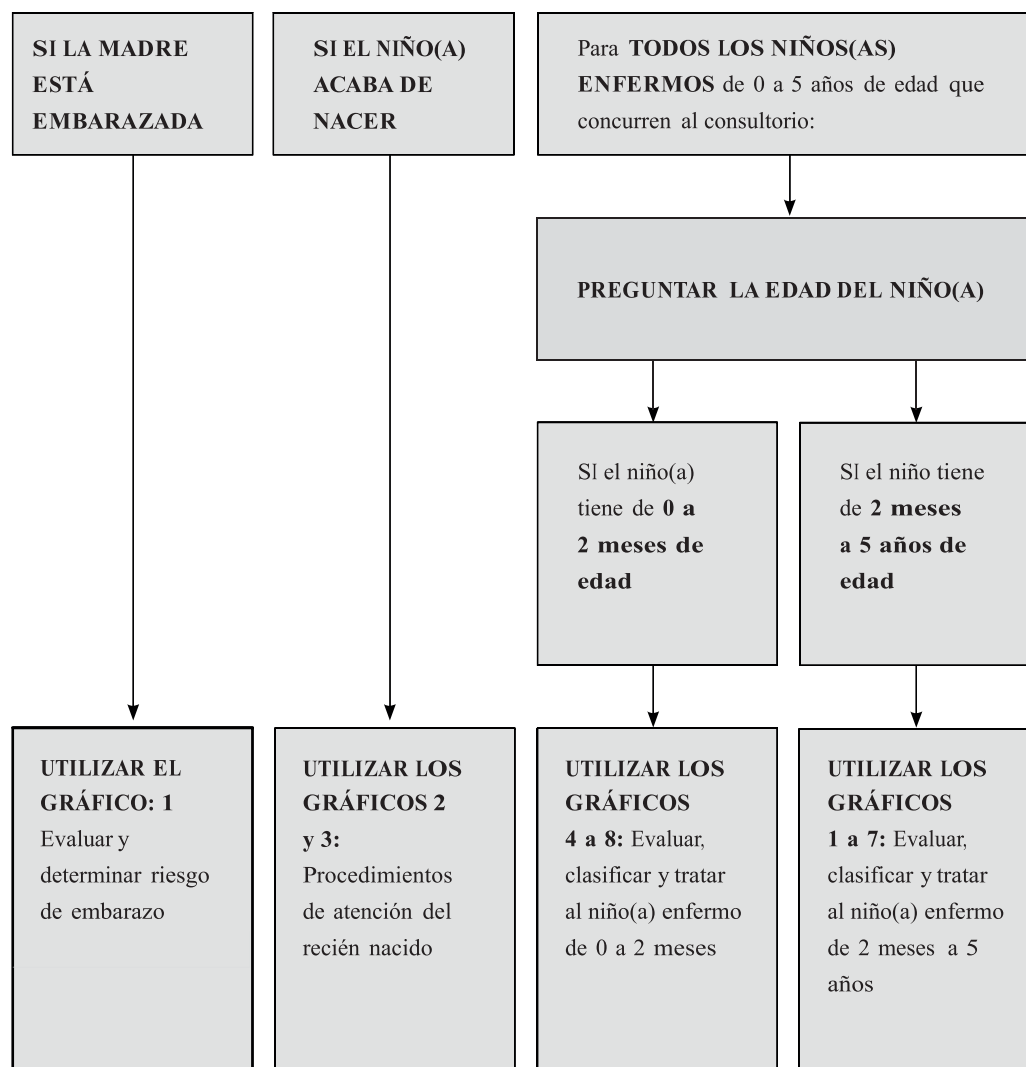 SI LA MADRE
ESTÁ
EMBARAZADA
SI EL NIÑO(A)
ACABA DE
NACER
Para TODOS LOS NIÑOS(AS)
ENFERMOS de 0 a 5 años de edad que
concurren al consultorio:
PREGUNTAR LA EDAD DEL NIÑO(A)
SI el niño(a)
tiene de 0 a
2 meses de
edad
SI el niño tiene
de 2 meses
a 5 años de
edad
UTILIZAR EL
GRÁFICO: 1
Evaluar y
determinar riesgo
de embarazo
UTILIZAR LOS
GRÁFICOS 2
y 3:
Procedimientos
de atención del
recién nacido
UTILIZAR LOS
GRÁFICOS
4 a 8: Evaluar,
clasificar y tratar
al niño(a) enfermo
de 0 a 2 meses
UTILIZAR LOS
GRÁFICOS
1 a 7: Evaluar,
clasificar y tratar
al niño(a) enfermo
de 2 meses a 5
años